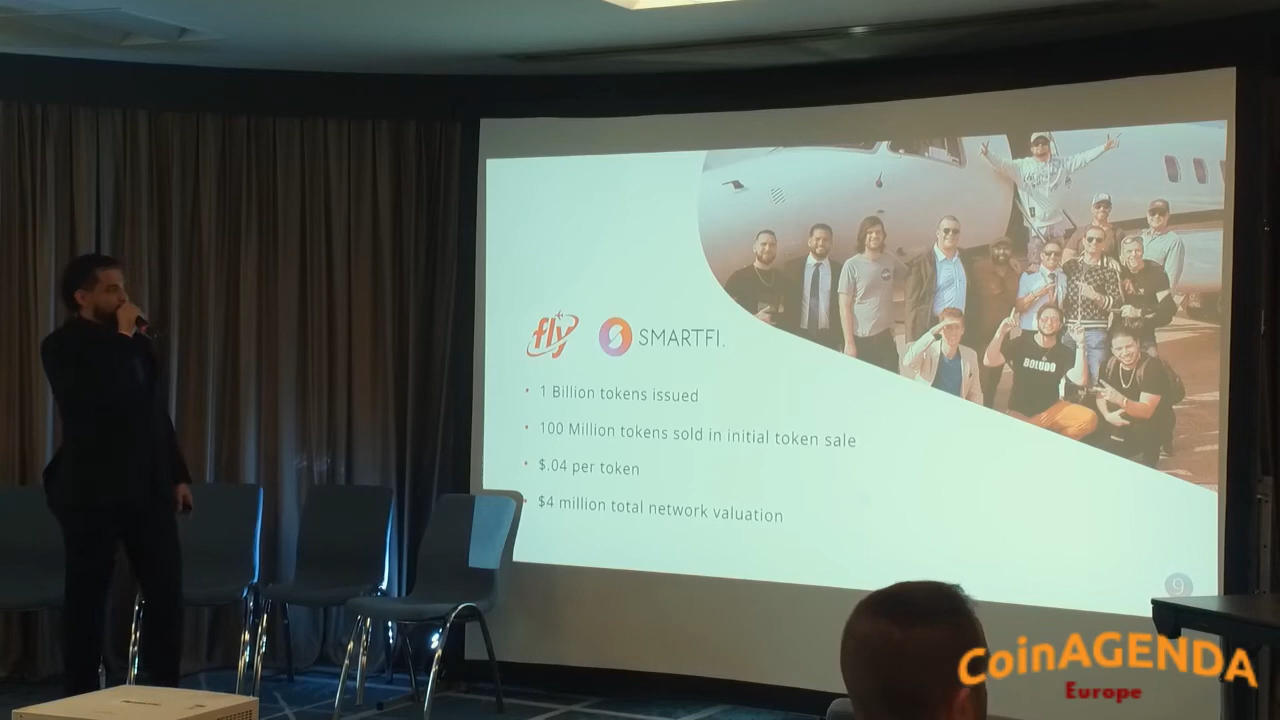 fly SMARTFI.
• 1 Billion tokens issued
• 100 Million tokens sold in initial token sale
• $.04 per token
• $4 million total network valuation
BOLUDO
9
CoinAGENDA
Europe